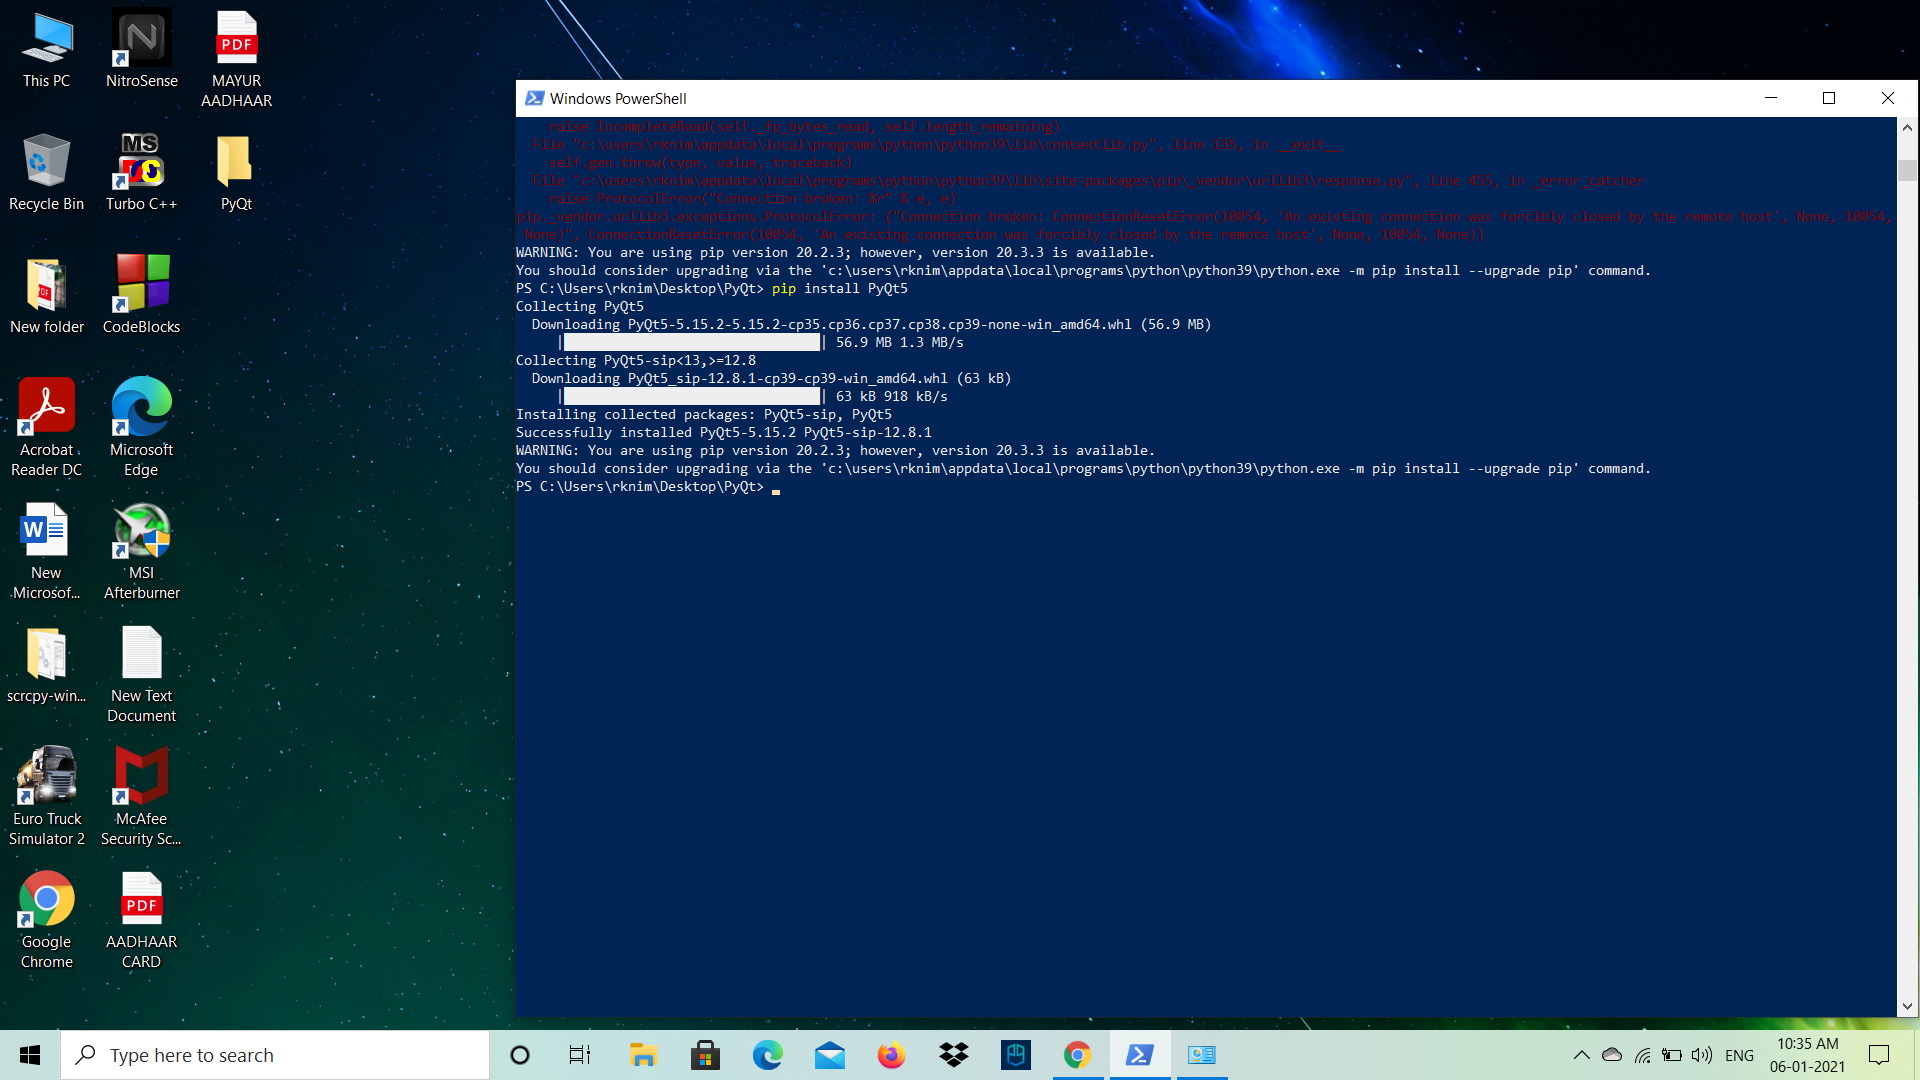 This PC
NitroSense
MAYUR
AADHAAR
Recycle Bin
Turbo C++
PyQt
New folder
CodeBlocks
Acrobat
Reader DC
Microsoft
Edge
New
Microsof...
MSI
Afterburner
scrcpy-win...
New Text
Document
Euro Truck
Simulator 2
McAfee
Security Sc...
Google
Chrome
AADHAAR
CARD
Windows PowerShell
raise IncompleteRead(self._fp_bytes_read, self.length_remaining)
File "c:\users\rknim\appdata\local\programs\python\python39\lib\contextlib.py", line 135, in __exit__
self.gen.throw(type, value, traceback)
File "c:\users\rknim\appdata\local\programs\python\python39\lib\site-packages\pip\_vendor\urllib3\response.py", line 455, in _error_catcher
raise ProtocolError("Connection broken: %r" % e, e)
pip._vendor.urllib3.exceptions.ProtocolError: ("Connection broken: ConnectionResetError(10054, 'An existing connection was forcibly closed by the remote host', None, 10054,
None)", ConnectionResetError(10054, 'An existing connection was forcibly closed by the remote host', None, 10054, None))
WARNING: You are using pip version 20.2.3; however, version 20.3.3 is available.
You should consider upgrading via the 'c:\users\rknim\appdata\local\programs\python\python39\python.exe -m pip install --upgrade pip' command.
PS C:\Users\rknim\Desktop\PyQt> pip install PyQt5
Collecting PyQt5
Downloading PyQt5-5.15.2-5.15.2-cp35.cp36.cp37.cp38.cp39-none-win_amd64.whl (56.9 MB)
| | 56.9 MB 1.3 MB/s
Collecting PyQt5-sip<13,>=12.8
Downloading PyQt5_sip-12.8.1-cp39-cp39-win_amd64.whl (63 kB)
| | 63 kB 918 kB/s
Installing collected packages: PyQt5-sip, PyQt5
Successfully installed PyQt5-5.15.2 PyQt5-sip-12.8.1
WARNING: You are using pip version 20.2.3; however, version 20.3.3 is available.
You should consider upgrading via the 'c:\users\rknim\appdata\local\programs\python\python39\python.exe -m pip install --upgrade pip' command.
PS C:\Users\rknim\Desktop\PyQt>
Type here to search
ENG
10:35 AM
06-01-2021